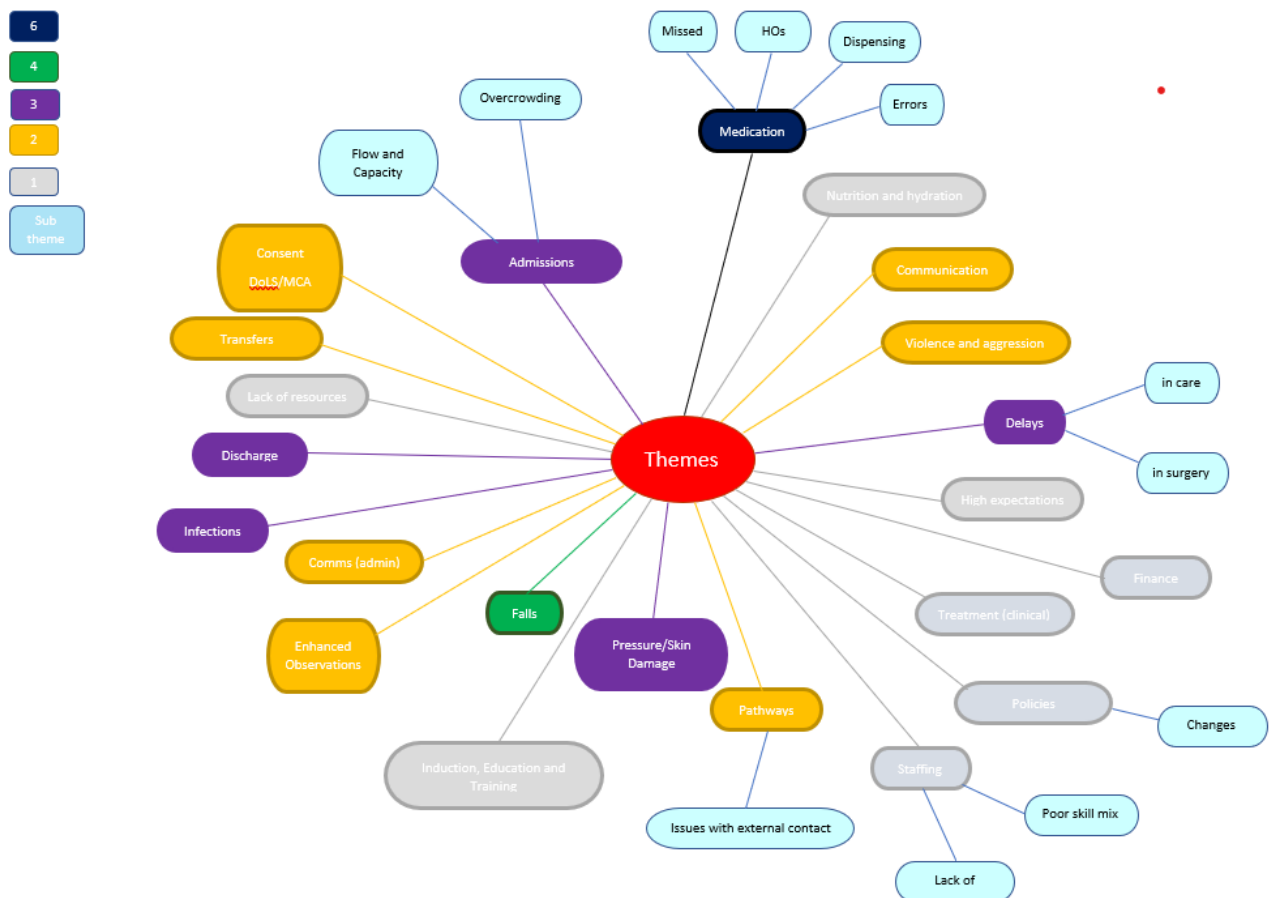 6
4
3
2
1
Sub
theme
Missed
HOs
Dispensing
Errors
Medication
Overcrowding
Flow and
Capacity
Admissions
Nutrition and hydration
Communication
Violence and aggression
Consent
DoLS/MCA
Transfers
Lack of resources
Discharge
Infections
Comms (admin)
Enhanced
Observations
Themes
Delays
in care
in surgery
High expectations
Finance
Treatment (clinical)
Policies
Changes
Falls
Pressure/Skin
Damage
Pathways
Issues with external contact
Induction, Education and
Training
Staffing
Poor skill mix
Lack of